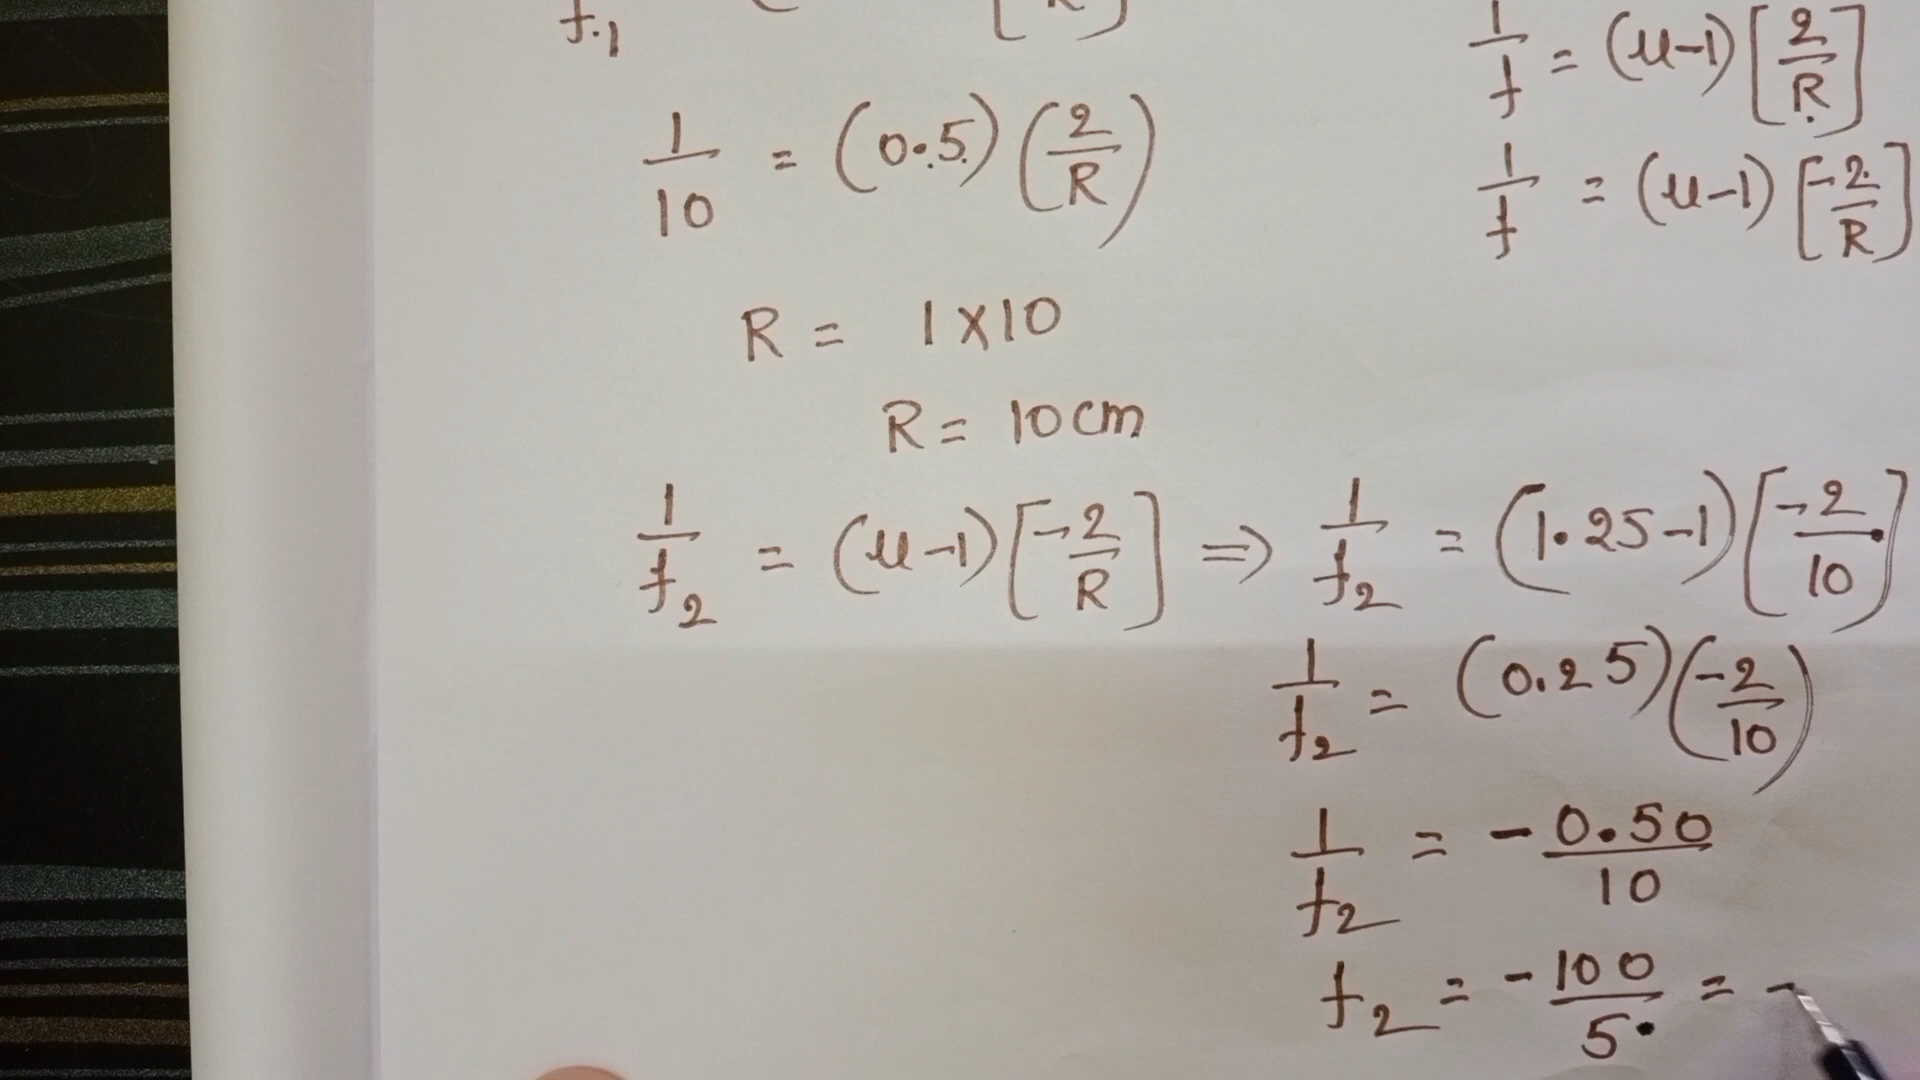 1/f = (μ-1) [2/R]
1/10 = (0.5) (2/R)
1/f = (μ-1) [-2/R]
R = 1×10
R = 10cm
1/f₂ = (μ-1) [-2/R] ⇒ 1/f₂ = (1.25-1) [-2/10]
1/f₂ = (0.25) (-2/10)
1/f₂ = -0.50/10
f₂ = -100/5 = -